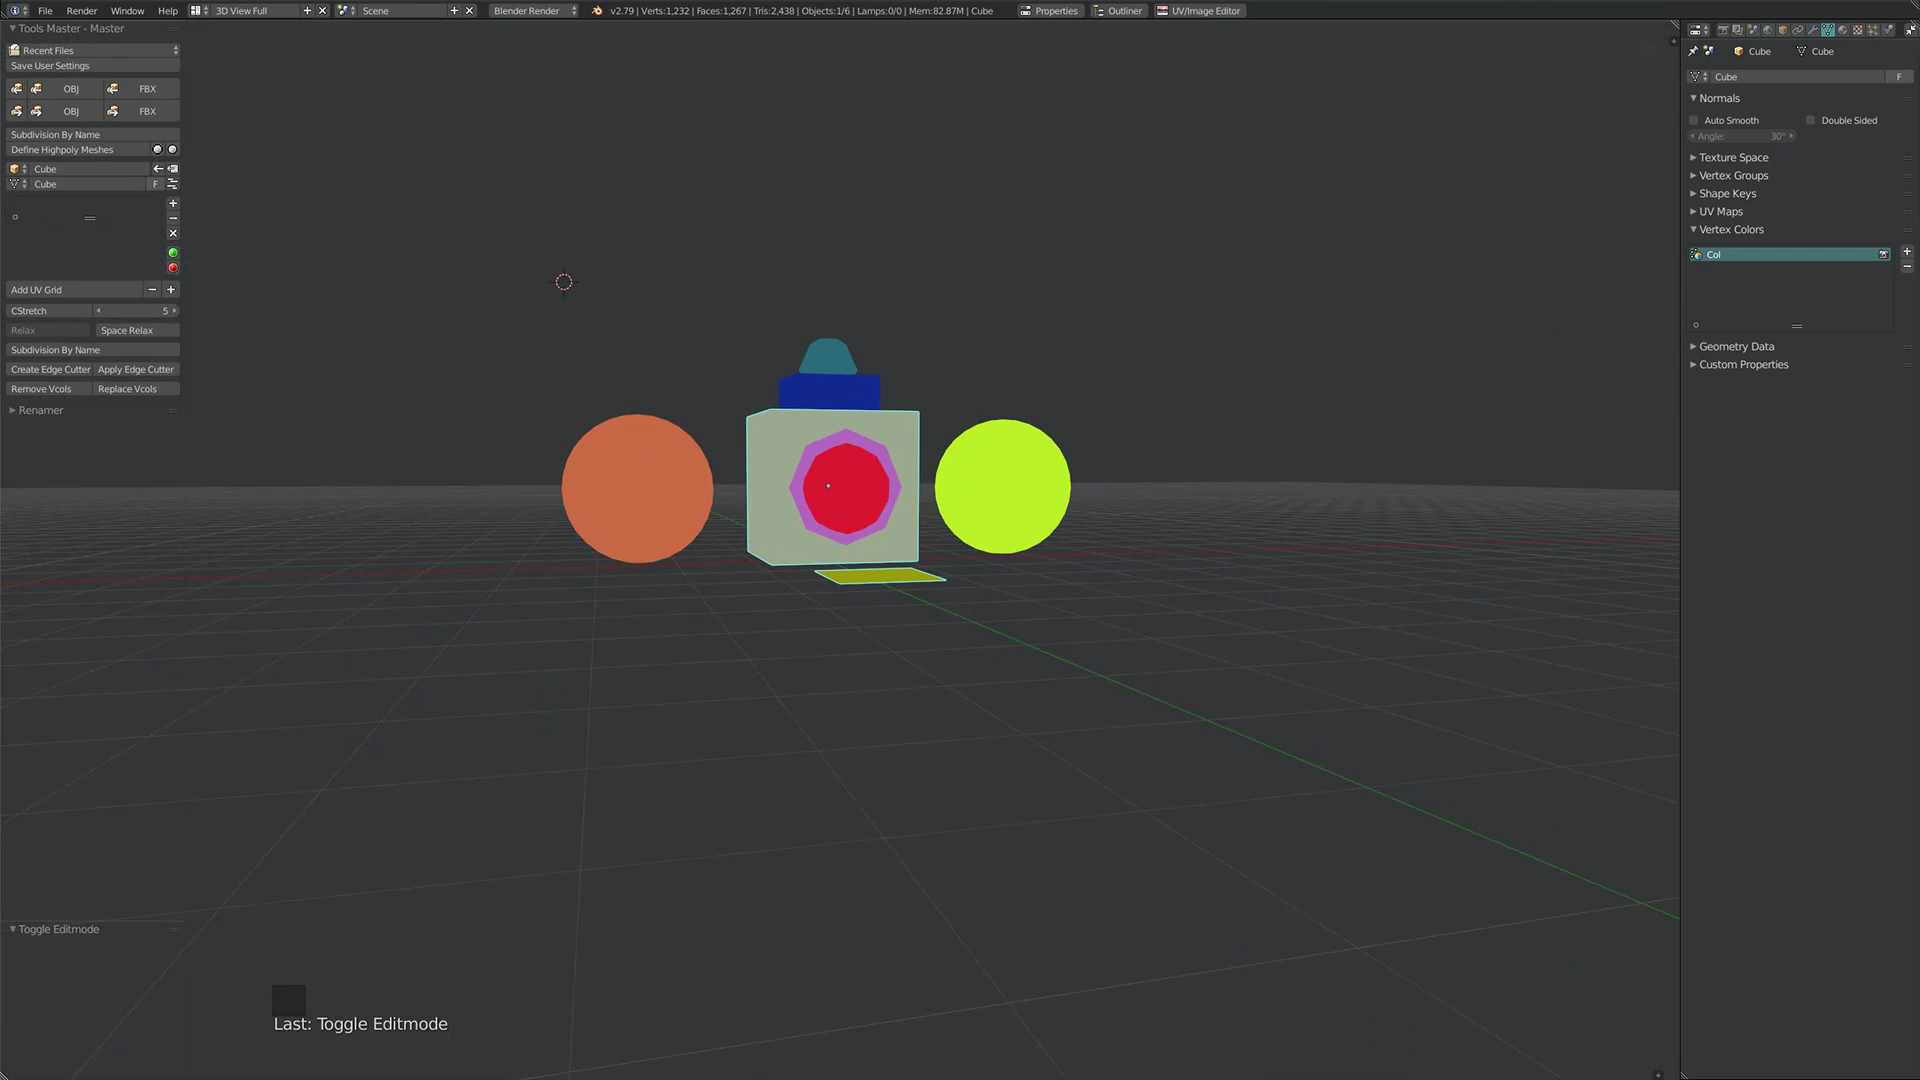 File Render Window Help 3D View Full Scene Blender Render v2.79 | Verts:1,232 | Faces:1,267 | Tris:2,438 | Objects:1/6 | Lamps:0/0 | Mem:82.87M | Cube Properties Outliner UV/Image Editor
Tools Master - Master
Recent Files
Save User Settings
OBJ FBX
OBJ FBX
Subdivision By Name
Define Highpoly Meshes
Cube
Cube F
Add UV Grid
CStretch 5
Relax Space Relax
Subdivision By Name
Create Edge Cutter Apply Edge Cutter
Remove Vcols Replace Vcols
Renamer
Toggle Editmode
Last: Toggle Editmode
Cube Cube
Cube F
Normals
Auto Smooth Double Sided
Angle: 30°
Texture Space
Vertex Groups
Shape Keys
UV Maps
Vertex Colors
Col
Geometry Data
Custom Properties